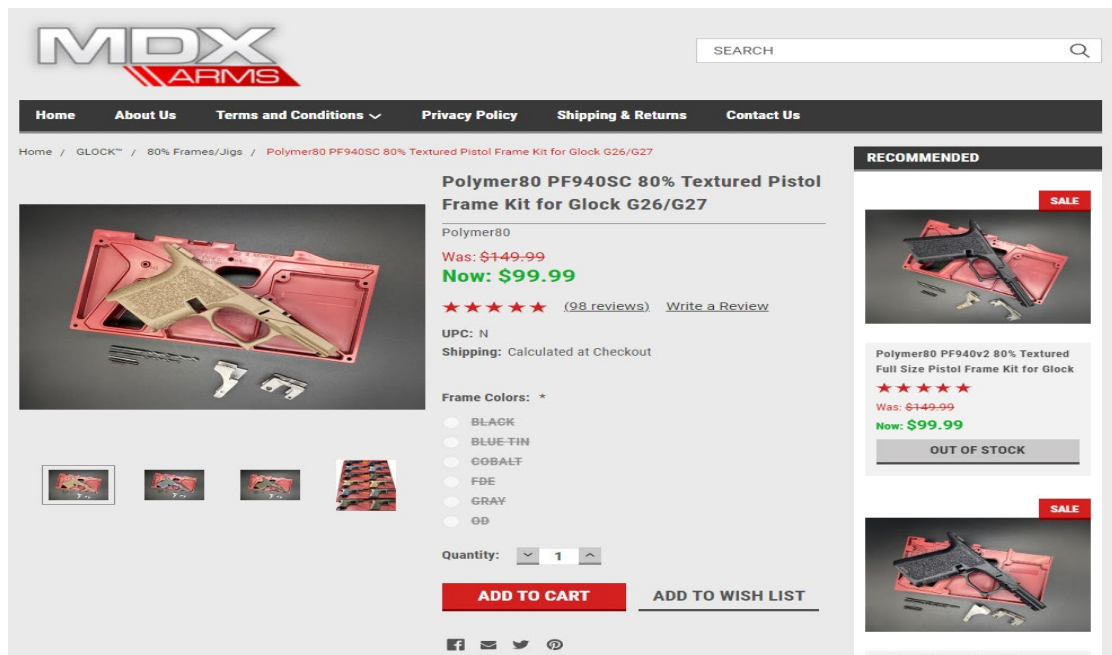 MDX
ARMS
SEARCH
Home About Us Terms and Conditions Privacy Policy Shipping & Returns Contact Us
Home / GLOCK™ / 80% Frames/Jigs / Polymer80 PF940SC 80% Textured Pistol Frame Kit for Glock G26/G27
Polymer80 PF940SC 80% Textured Pistol
Frame Kit for Glock G26/G27
Polymer80
Was: $149.99
Now: $99.99
(98 reviews) Write a Review
UPC: N
Shipping: Calculated at Checkout
Frame Colors: *
BLACK
BLUE TIN
COBALT
FDE
GRAY
OD
Quantity: 1
ADD TO CART ADD TO WISH LIST
RECOMMENDED
SALE
Polymer80 PF940v2 80% Textured
Full Size Pistol Frame Kit for Glock
Was: $149.99
Now: $99.99
OUT OF STOCK
SALE